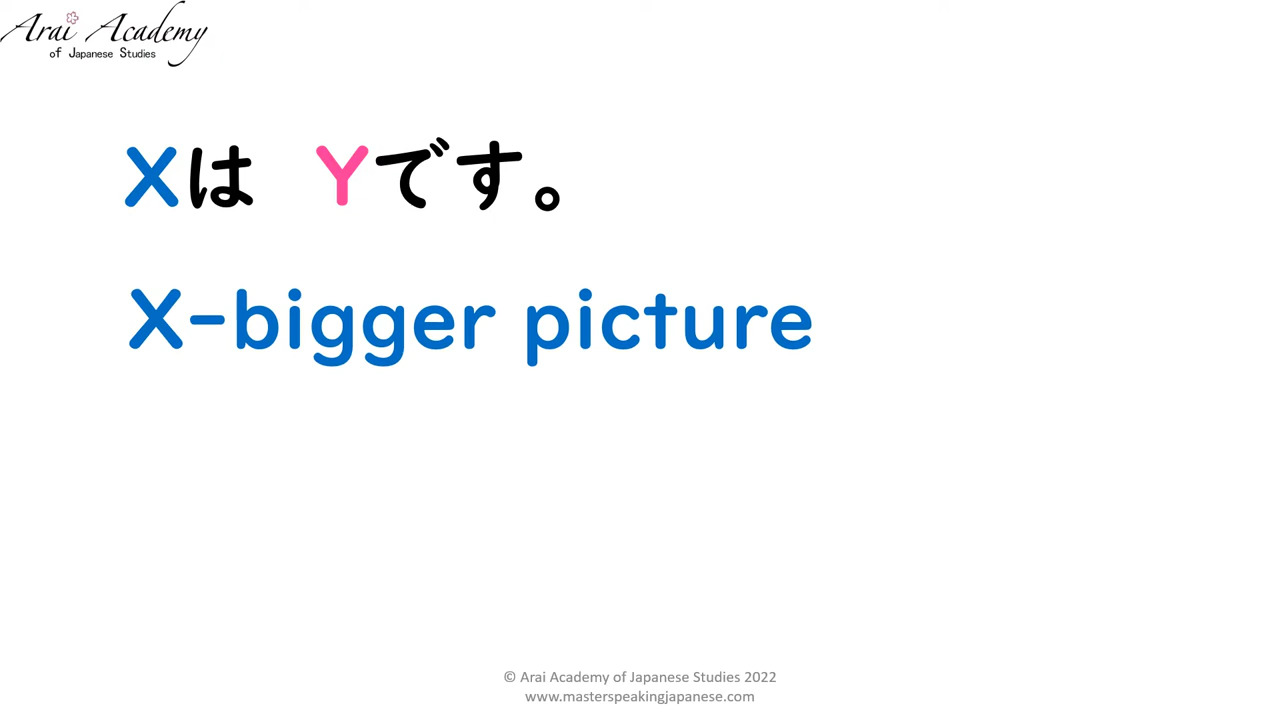 Arai Academy
of Japanese Studies
Xは Yです。
X-bigger picture
© Arai Academy of Japanese Studies 2022
www.masterspeakingjapanese.com